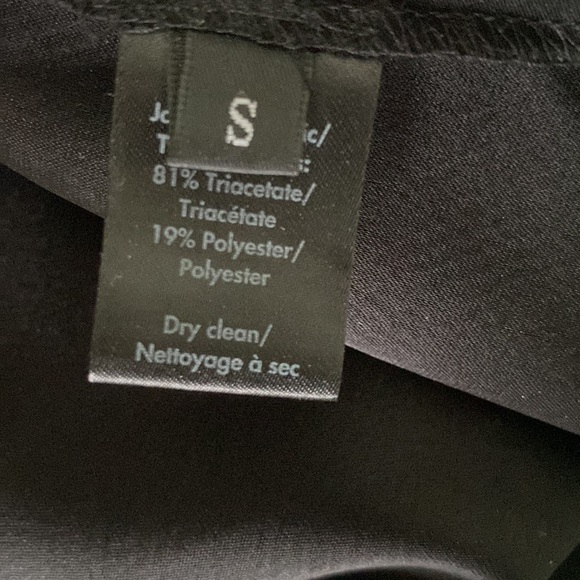 S
81% Triacetate/
Triacétate
19% Polyester/
Polyester
Dry clean/
Nettoyage à sec